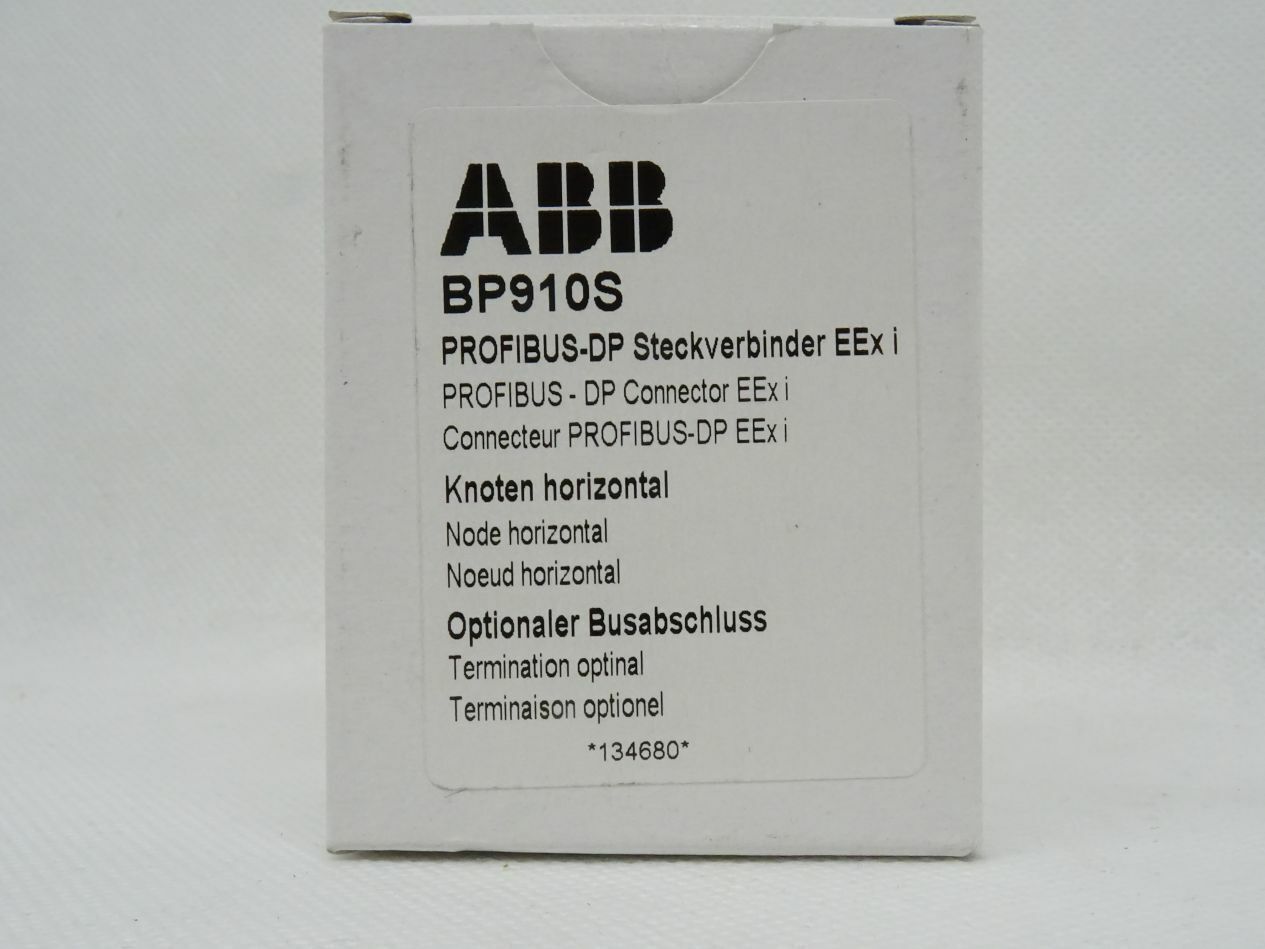 ABB
BP910S
PROFIBUS-DP Steckverbinder EEx i
PROFIBUS - DP Connector EEx i
Connecteur PROFIBUS-DP EEx i
Knoten horizontal
Node horizontal
Noeud horizontal
Optionaler Busabschluss
Termination optinal
Terminaison optionel
*134680*